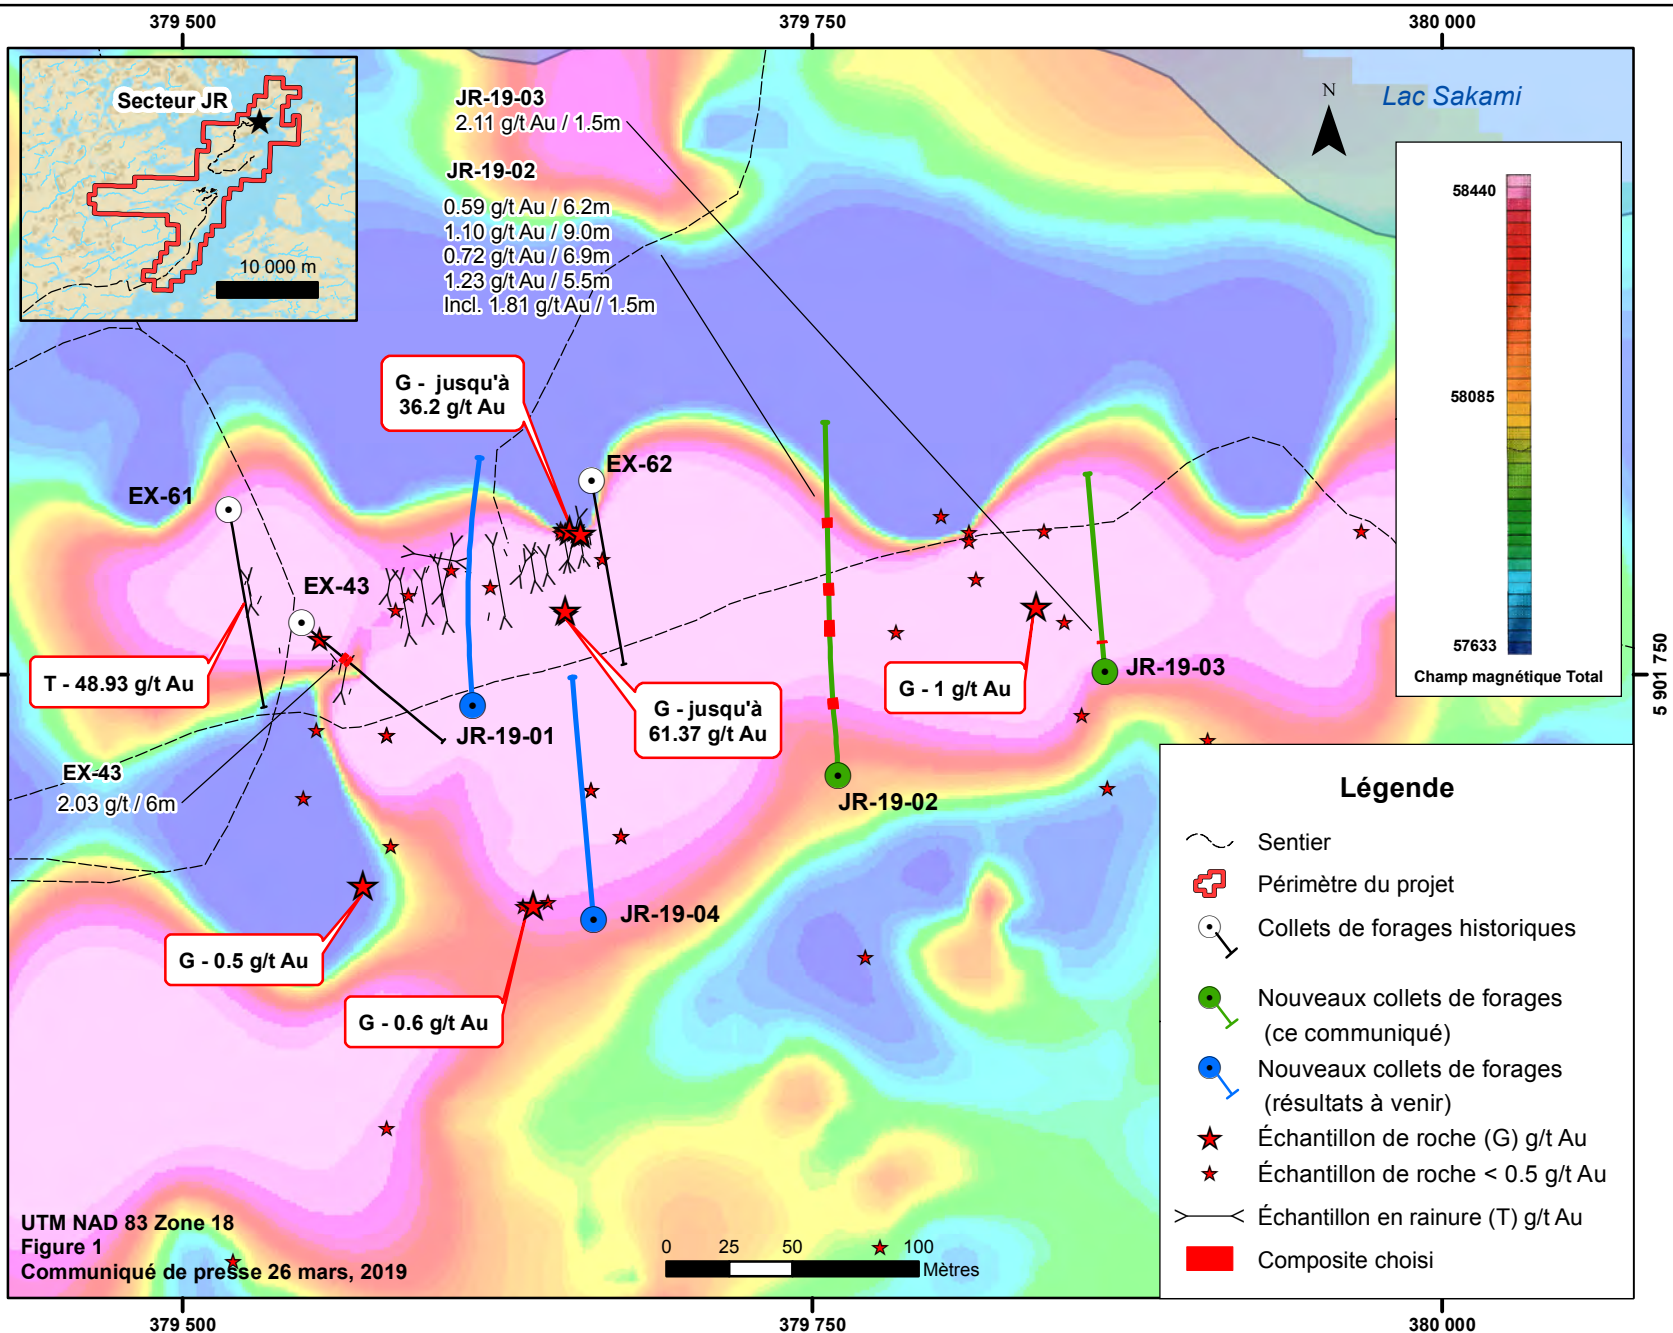 379 500
379 750
380 000
Secteur JR
10 000 m
JR-19-03
2.11 g/t Au / 1.5m
JR-19-02
0.59 g/t Au / 6.2m
1.10 g/t Au / 9.0m
0.72 g/t Au / 6.9m
1.23 g/t Au / 5.5m
Incl. 1.81 g/t Au / 1.5m
N
Lac Sakami
58440
58085
57633
Champ magnétique Total
5 901 750
G - jusqu'à
36.2 g/t Au
EX-62
EX-61
EX-43
T - 48.93 g/t Au
G - 1 g/t Au
JR-19-03
G - jusqu'à
61.37 g/t Au
JR-19-01
EX-43
2.03 g/t / 6m
JR-19-02
JR-19-04
G - 0.5 g/t Au
G - 0.6 g/t Au
Légende
Sentier
Périmètre du projet
Collets de forages historiques
Nouveaux collets de forages
(ce communiqué)
Nouveaux collets de forages
(résultats à venir)
Échantillon de roche (G) g/t Au
Échantillon de roche < 0.5 g/t Au
Échantillon en rainure (T) g/t Au
Composite choisi
UTM NAD 83 Zone 18
Figure 1
Communiqué de presse 26 mars, 2019
0 25 50 100
Mètres
379 500
379 750
380 000